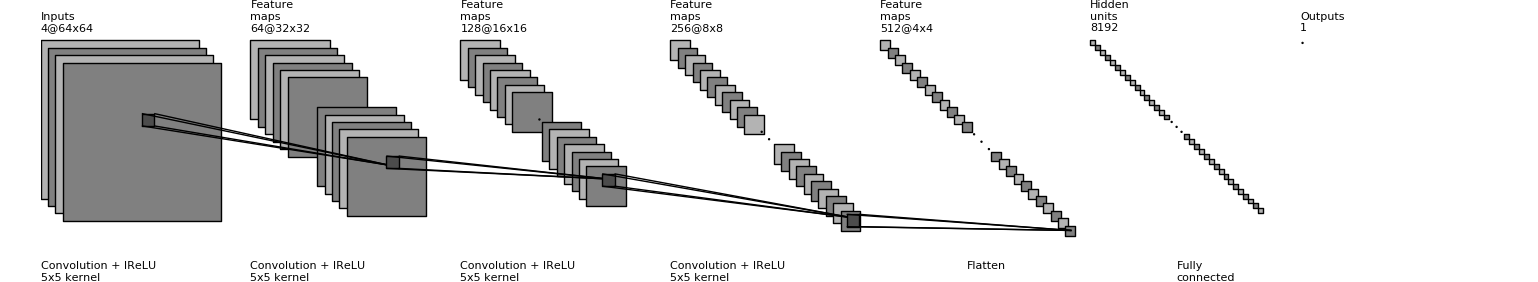 Inputs
4@64x64
Feature
maps
64@32x32
Feature
maps
128@16x16
Feature
maps
256@8x8
Feature
maps
512@4x4
Hidden
units
8192
Outputs
1
Convolution + lReLU
5x5 kernel
Convolution + lReLU
5x5 kernel
Convolution + lReLU
5x5 kernel
Convolution + lReLU
5x5 kernel
Flatten
Fully
connected